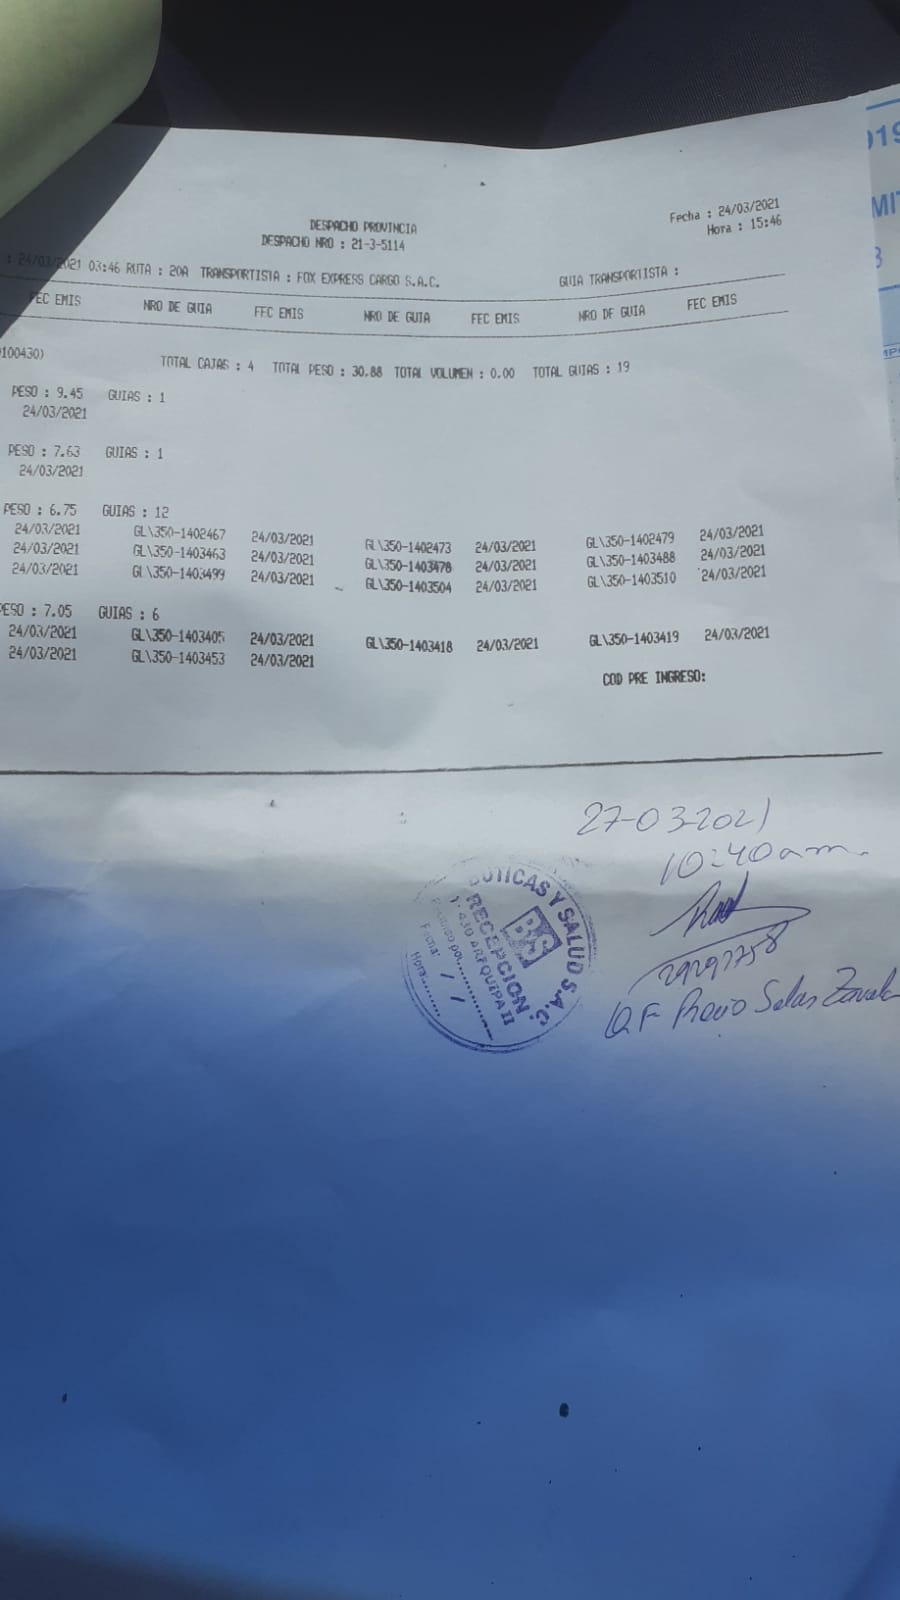 DESPACHO PROVINCIA
DESPACHO NRO : 21-3-5114
Fecha : 24/03/2021
Hora : 15:46
: 24/03/2021 03:46 RUTA : 20A TRANSPORTISTA : FOX EXPRESS CARGO S.A.C. GUIA TRANSPORTISTA :
FEC EMIS NRO DE GUIA FEC EMIS NRO DE GUIA FEC EMIS NRO DE GUIA FEC EMIS
0100430) TOTAL CAJAS : 4 TOTAL PESO : 30.88 TOTAL VOLUMEN : 0.00 TOTAL GUIAS : 19
PESO : 9.45 GUIAS : 1
24/03/2021
PESO : 7.63 GUIAS : 1
24/03/2021
PESO : 6.75 GUIAS : 12
24/03/2021 GL\350-1402467 24/03/2021 GL\350-1402473 24/03/2021 GL\350-1402479 24/03/2021
24/03/2021 GL\350-1403463 24/03/2021 GL\350-1403478 24/03/2021 GL\350-1403488 24/03/2021
24/03/2021 GL\350-1403499 24/03/2021 GL\350-1403504 24/03/2021 GL\350-1403510 24/03/2021
PESO : 7.05 GUIAS : 6
24/03/2021 GL\350-1403405 24/03/2021 GL\350-1403418 24/03/2021 GL\350-1403419 24/03/2021
24/03/2021 GL\350-1403453 24/03/2021
COD PRE INGRESO:
27-03-2021
10:40 am.
29297758
Q.F Salas Zavala
BOTICAS Y SALUD S.A.C.
BS
RECEPCION
430 AREQUIPA II
Fecha: / /
Hora: